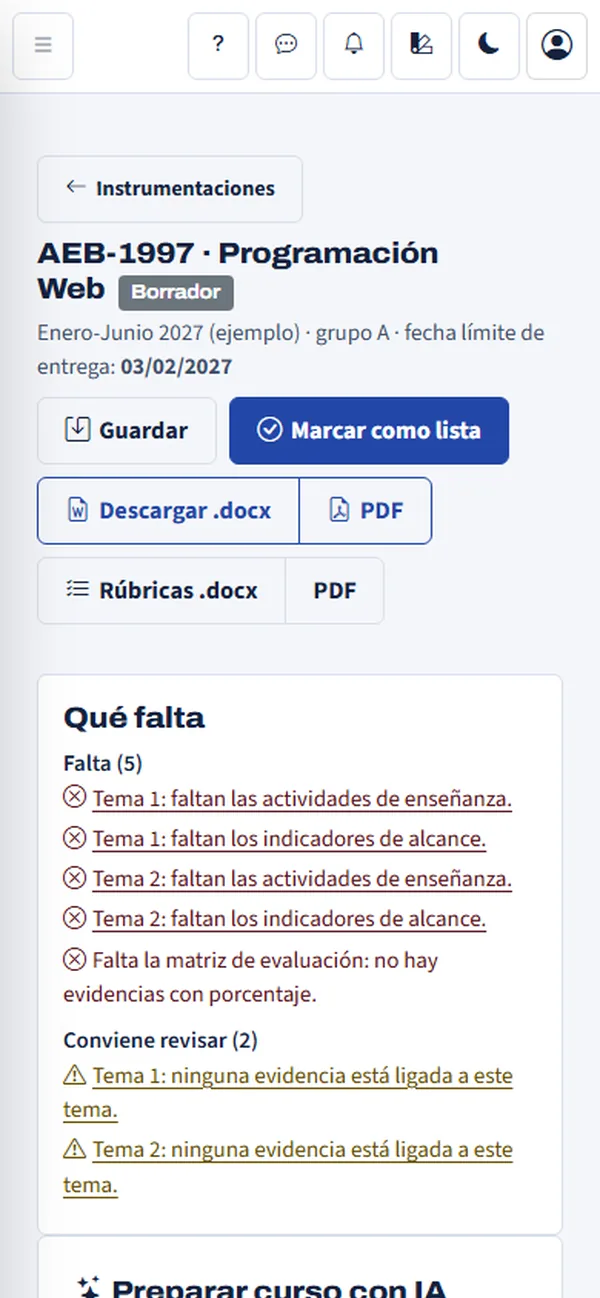 ?
← Instrumentaciones
AEB-1997 · Programación
Web Borrador
Enero-Junio 2027 (ejemplo) · grupo A · fecha límite de
entrega: 03/02/2027
Guardar
Marcar como lista
Descargar .docx
PDF
Rúbricas .docx
PDF
Qué falta
Falta (5)
Tema 1: faltan las actividades de enseñanza.
Tema 1: faltan los indicadores de alcance.
Tema 2: faltan las actividades de enseñanza.
Tema 2: faltan los indicadores de alcance.
Falta la matriz de evaluación: no hay
evidencias con porcentaje.
Conviene revisar (2)
Tema 1: ninguna evidencia está ligada a este
tema.
Tema 2: ninguna evidencia está ligada a este
tema.
Preparar curso con IA